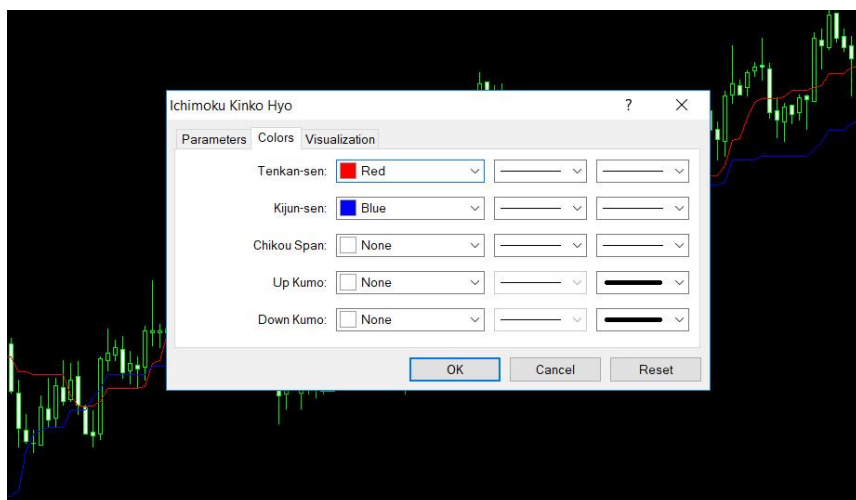 Ichimoku Kinko Hyo ?
Parameters Colors Visualization
Tenkan-sen: Red
Kijun-sen: Blue
Chikou Span: None
Up Kumo: None
Down Kumo: None
OK Cancel Reset